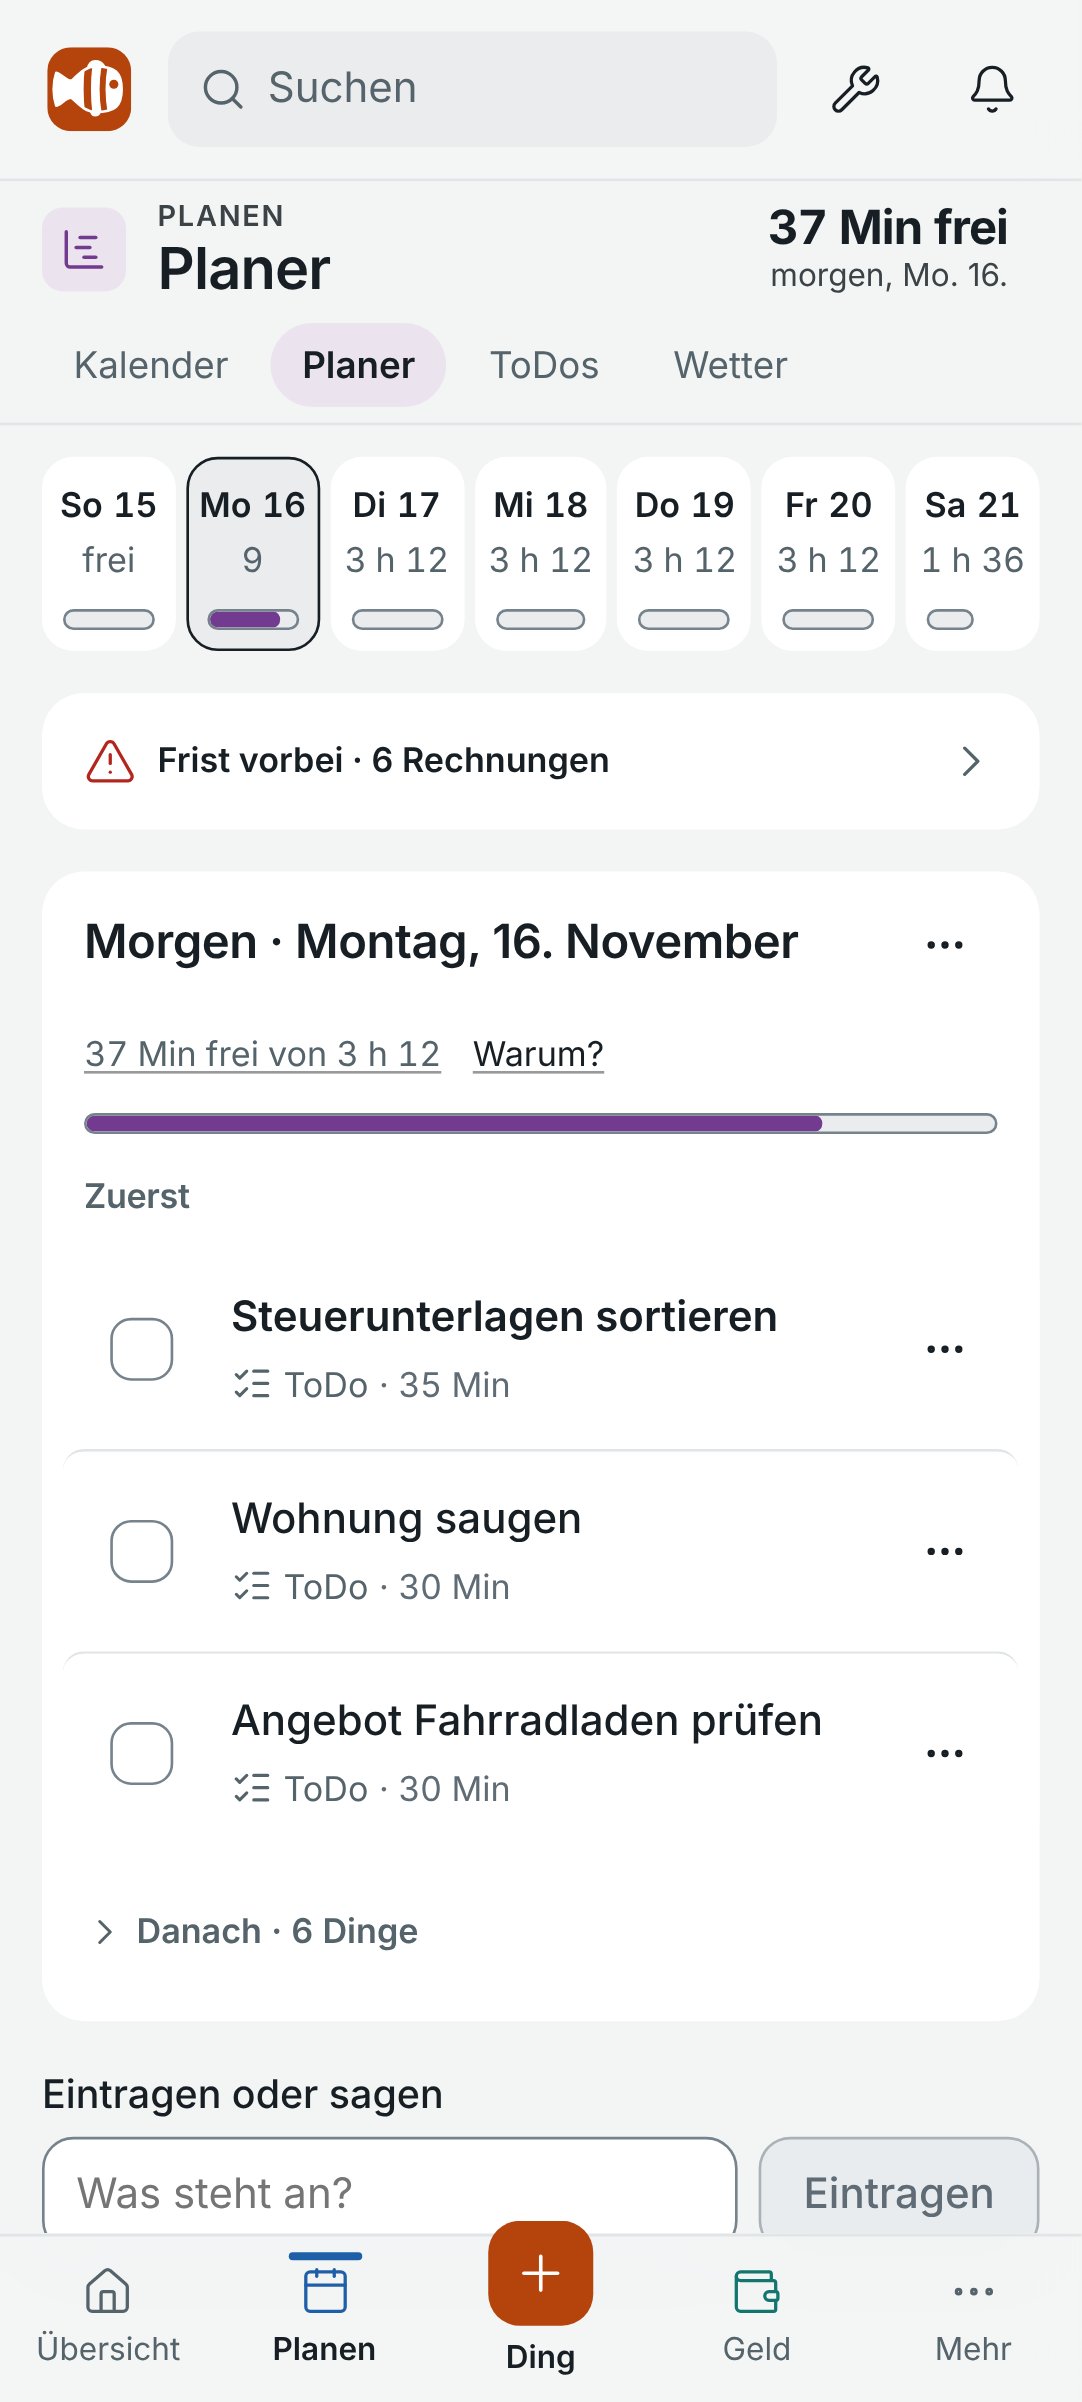 Suchen
PLANEN
Planer
37 Min frei
morgen, Mo. 16.
Kalender Planer ToDos Wetter
So 15 Mo 16 Di 17 Mi 18 Do 19 Fr 20 Sa 21
frei 9 3 h 12 3 h 12 3 h 12 3 h 12 1 h 36
Frist vorbei · 6 Rechnungen
Morgen · Montag, 16. November
37 Min frei von 3 h 12 Warum?
Zuerst
Steuerunterlagen sortieren
ToDo · 35 Min
Wohnung saugen
ToDo · 30 Min
Angebot Fahrradladen prüfen
ToDo · 30 Min
Danach · 6 Dinge
Eintragen oder sagen
Was steht an? Eintragen
Übersicht Planen Ding Geld Mehr